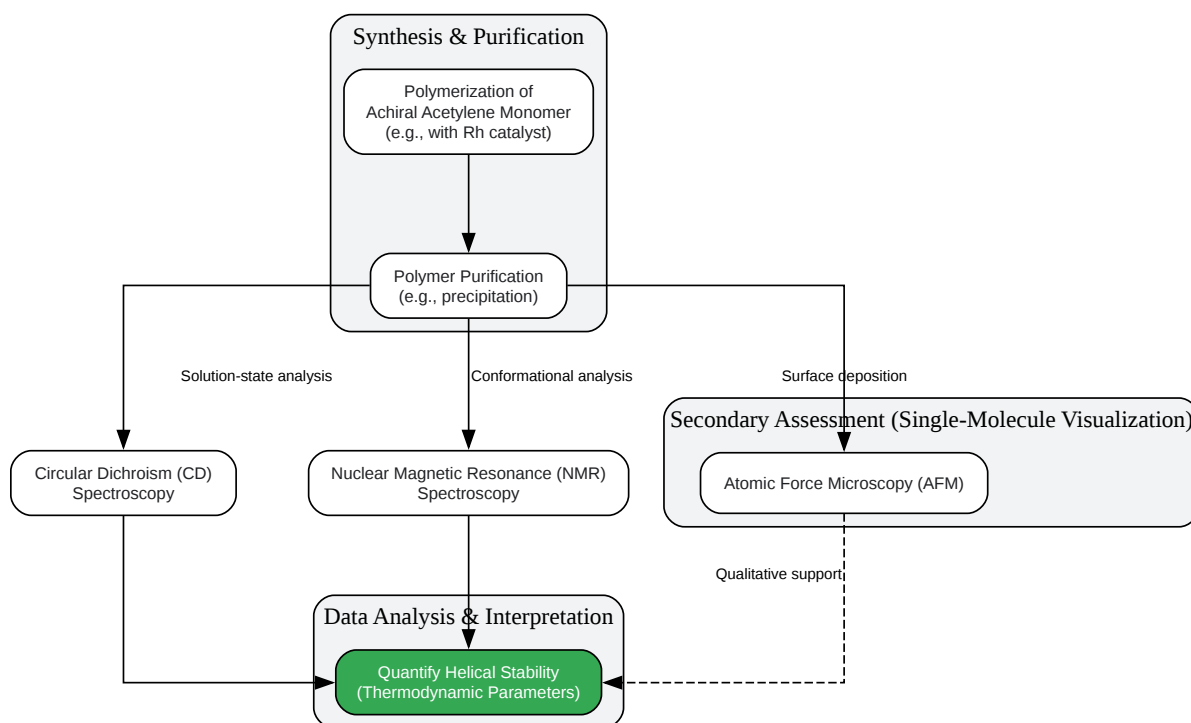 Synthesis & Purification
Polymerization of
Achiral Acetylene Monomer
(e.g., with Rh catalyst)
Polymer Purification
(e.g., precipitation)
Solution-state analysis
Conformational analysis
Surface deposition
Secondary Assessment (Single-Molecule Visualization)
Circular Dichroism (CD)
Spectroscopy
Nuclear Magnetic Resonance (NMR)
Spectroscopy
Atomic Force Microscopy (AFM)
Qualitative support
Data Analysis & Interpretation
Quantify Helical Stability
(Thermodynamic Parameters)